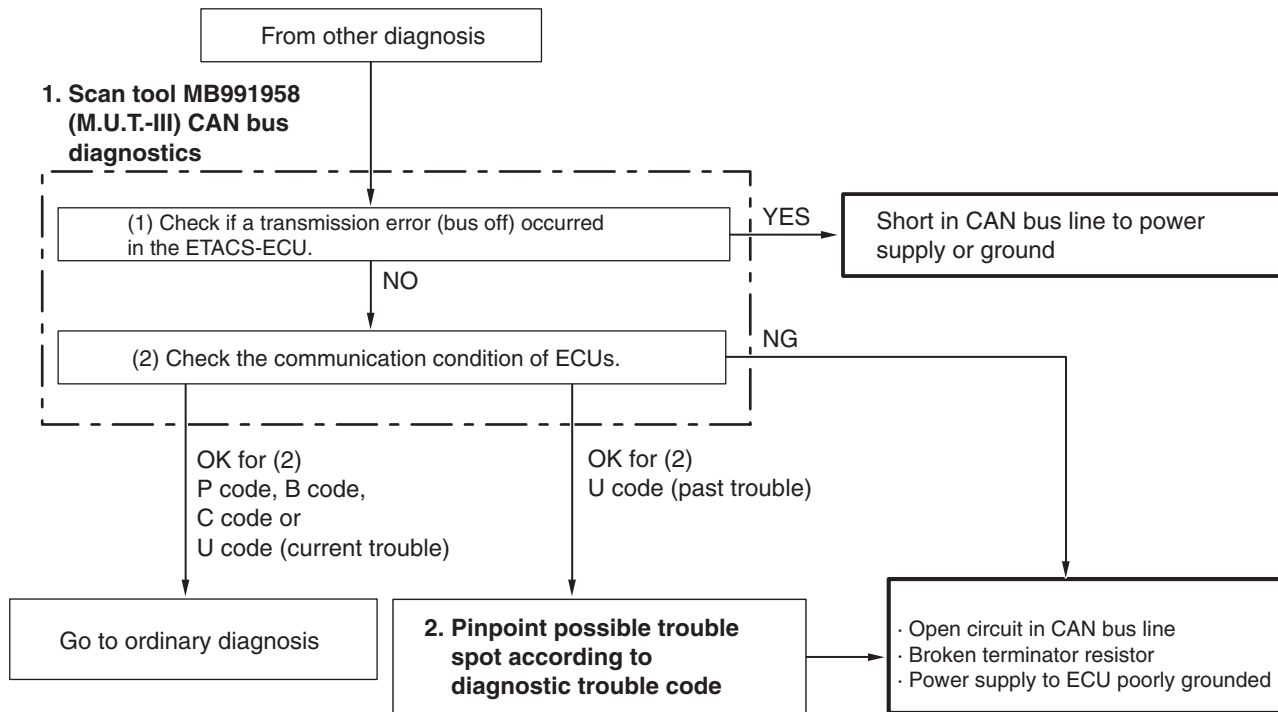 From other diagnosis
1. Scan tool MB991958
(M.U.T.-III) CAN bus
diagnostics
(1) Check if a transmission error (bus off) occurred
in the ETACS-ECU.
YES
Short in CAN bus line to power
supply or ground
NO
(2) Check the communication condition of ECUs.
NG
OK for (2)
P code, B code,
C code or
U code (current trouble)
OK for (2)
U code (past trouble)
Go to ordinary diagnosis
2. Pinpoint possible trouble
spot according to
diagnostic trouble code
· Open circuit in CAN bus line
· Broken terminator resistor
· Power supply to ECU poorly grounded